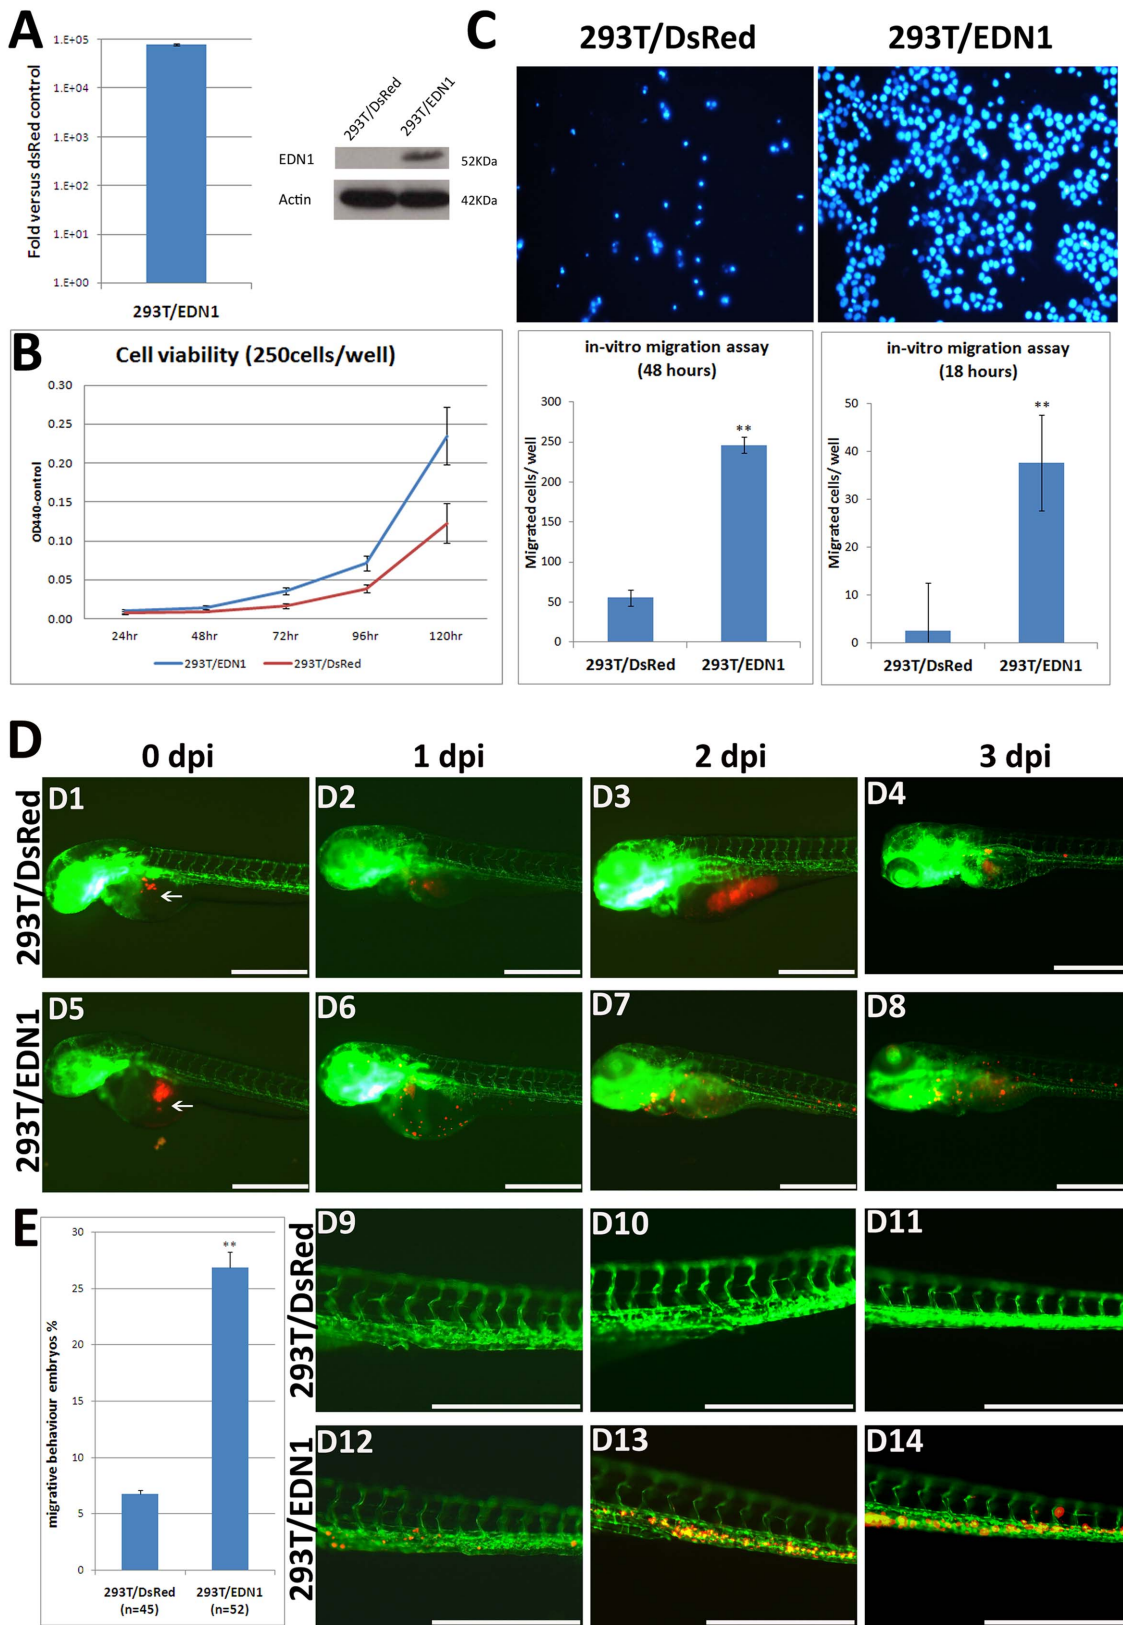 A
1.E+05
1.E+04
1.E+03
1.E+02
1.E+01
1.E+00
Fold versus dsRed control
293T/EDN1
293T/DsRed
293T/EDN1
EDN1
52KDa
Actin
42KDa
B
Cell viability (250cells/well)
0.30
0.25
0.20
0.15
0.10
0.05
0.00
OD440-control
24hr 48hr 72hr 96hr 120hr
293T/EDN1 293T/DsRed
C
293T/DsRed 293T/EDN1
in-vitro migration assay
(48 hours)
300
250
200
150
100
50
0
Migrated cells/ well
**
293T/DsRed 293T/EDN1
in-vitro migration assay
(18 hours)
50
40
30
20
10
0
Migrated cells/ well
**
293T/DsRed 293T/EDN1
D
0 dpi 1 dpi 2 dpi 3 dpi
293T/DsRed
D1 D2 D3 D4
293T/EDN1
D5 D6 D7 D8
E
30
25
20
15
10
5
0
migrative behaviour embryos %
**
293T/DsRed 293T/EDN1
(n=45) (n=52)
293T/DsRed
D9 D10 D11
293T/EDN1
D12 D13 D14